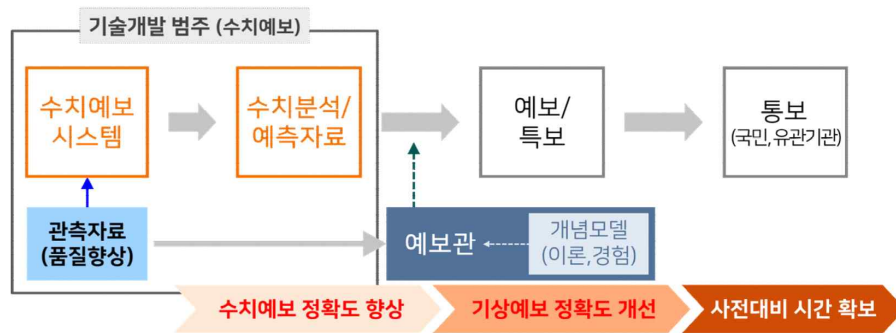 기술개발 범주 (수치예보)
수치예보
시스템
수치분석/
예측자료
예보/
특보
통보
(국민,유관기관)
관측자료
(품질향상)
예보관
개념모델
(이론,경험)
수치예보 정확도 향상
기상예보 정확도 개선
사전대비 시간 확보